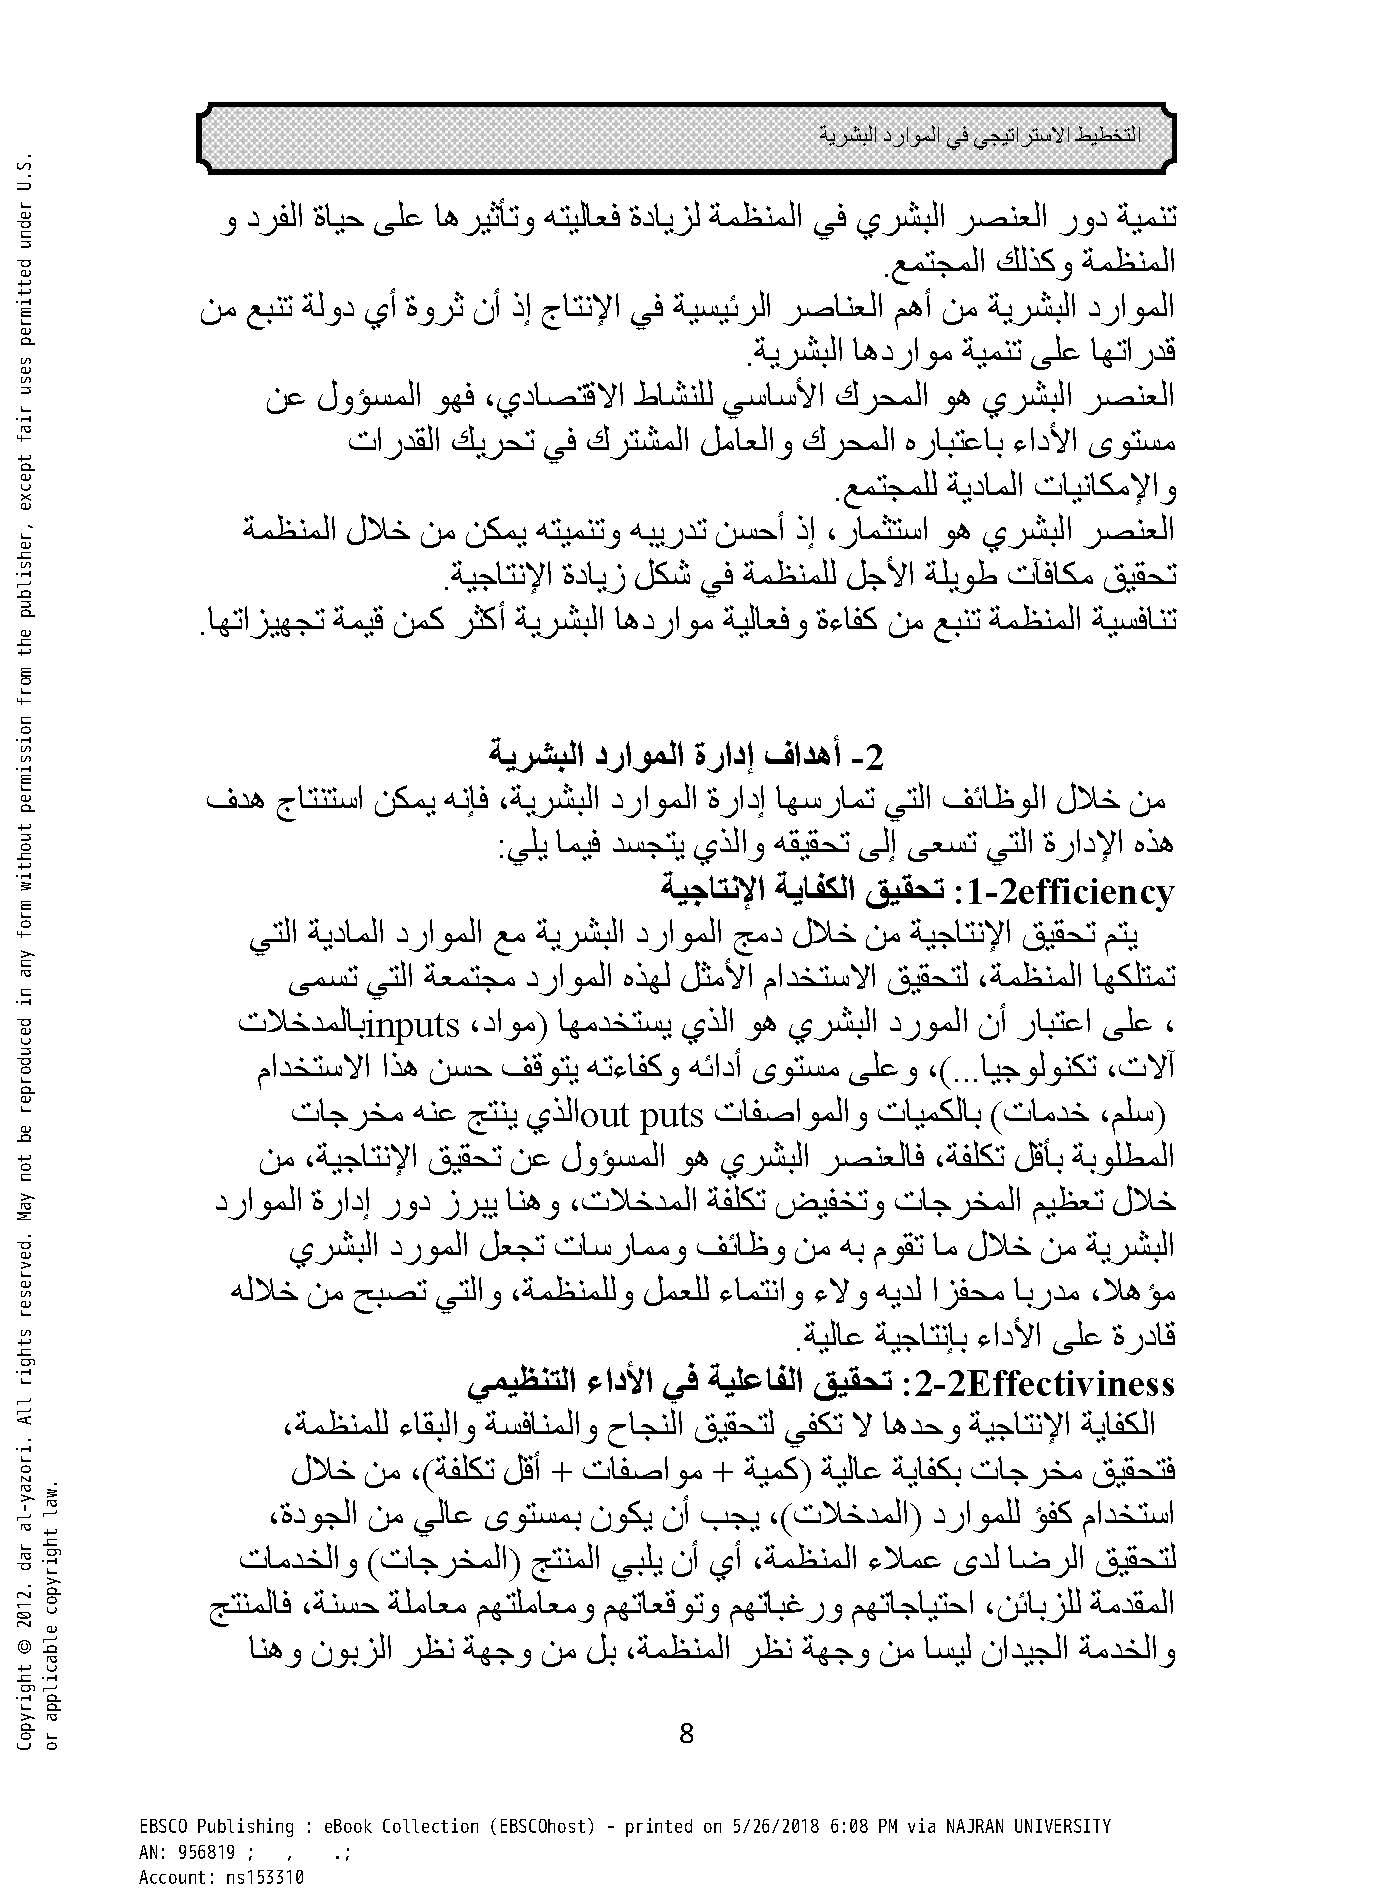 التخطيط الاستراتيجي في الموارد البشرية
تنمية دور العنصر البشري في المنظمة لزيادة فعاليته وتأثيرها على حياة الفرد و
المنظمة وكذلك المجتمع.
الموارد البشرية من أهم العناصر الرئيسية في الإنتاج إذ أن ثروة أي دولة تنبع من
قدراتها على تنمية مواردها البشرية.
العنصر البشري هو المحرك الأساسي للنشاط الاقتصادي، فهو المسؤول عن
مستوى الأداء باعتباره المحرك والعامل المشترك في تحريك القدرات
والإمكانيات المادية للمجتمع.
العنصر البشري هو استثمار، إذ أحسن تدريبه وتنميته يمكن من خلال المنظمة
تحقيق مكافآت طويلة الأجل للمنظمة في شكل زيادة الإنتاجية.
تنافسية المنظمة تنبع من كفاءة وفعالية مواردها البشرية أكثر كمن قيمة تجهيزاتها.
2- أهداف إدارة الموارد البشرية
من خلال الوظائف التي تمارسها إدارة الموارد البشرية، فإنه يمكن استنتاج هدف
هذه الإدارة التي تسعى إلى تحقيقه والذي يتجسد فيما يلي:
1-2efficiency: تحقيق الكفاية الإنتاجية
يتم تحقيق الإنتاجية من خلال دمج الموارد البشرية مع الموارد المادية التي
تمتلكها المنظمة، لتحقيق الاستخدام الأمثل لهذه الموارد مجتمعة التي تسمى
، على اعتبار أن المورد البشري هو الذي يستخدمها (مواد، inputsبالمدخلات
آلات، تكنولوجيا...)، وعلى مستوى أدائه وكفاءته يتوقف حسن هذا الاستخدام
(سلم، خدمات) بالكميات والمواصفات out putsالذي ينتج عنه مخرجات
المطلوبة بأقل تكلفة، فالعنصر البشري هو المسؤول عن تحقيق الإنتاجية، من
خلال تعظيم المخرجات وتخفيض تكلفة المدخلات، وهنا يبرز دور إدارة الموارد
البشرية من خلال ما تقوم به من وظائف وممارسات تجعل المورد البشري
مؤهلا، مدربا محفزا لديه ولاء وانتماء للعمل وللمنظمة، والتي تصبح من خلاله
قادرة على الأداء بإنتاجية عالية.
2-2Effectiviness: تحقيق الفاعلية في الأداء التنظيمي
الكفاية الإنتاجية وحدها لا تكفي لتحقيق النجاح والمنافسة والبقاء للمنظمة،
فتحقيق مخرجات بكفاية عالية (كمية + مواصفات + أقل تكلفة)، من خلال
استخدام كفؤ للموارد (المدخلات)، يجب أن يكون بمستوى عالي من الجودة،
لتحقيق الرضا لدى عملاء المنظمة، أي أن يلبي المنتج (المخرجات) والخدمات
المقدمة للزبائن، احتياجاتهم ورغباتهم وتوقعاتهم ومعاملتهم معاملة حسنة، فالمنتج
والخدمة الجيدان ليسا من وجهة نظر المنظمة، بل من وجهة نظر الزبون وهنا
8
EBSCO Publishing : eBook Collection (EBSCOhost) - printed on 5/26/2018 6:08 PM via NAJRAN UNIVERSITY
AN: 956819 ; , .;
Account: ns153310
Copyright © 2012. dar al-yazori. All rights reserved. May not be reproduced in any form without permission from the publisher, except fair uses permitted under U.S.
or applicable copyright law.